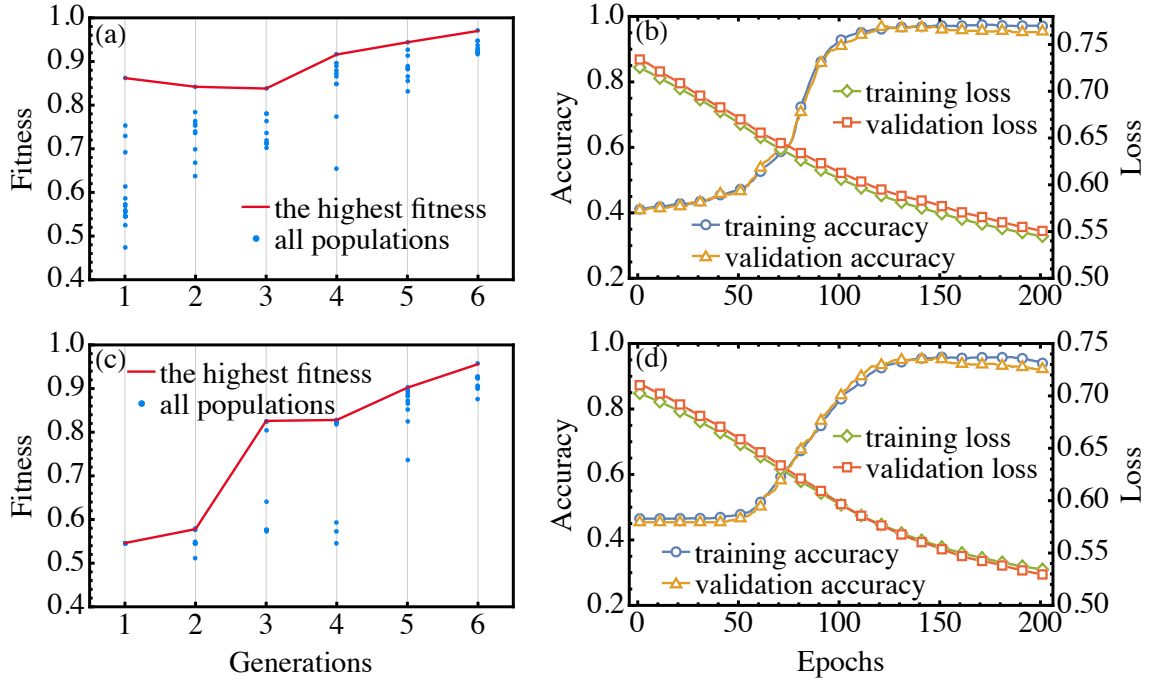 (a)
1.0
0.9
0.8
0.7
0.6
0.5
0.4
Fitness
the highest fitness
all populations
1 2 3 4 5 6
(b)
1.0
0.8
0.6
0.4
0.2
Accuracy
training loss
validation loss
training accuracy
validation accuracy
0.75
0.70
0.65
0.60
0.55
0.50
Loss
0 50 100 150 200
(c)
1.0
0.9
0.8
0.7
0.6
0.5
0.4
Fitness
the highest fitness
all populations
1 2 3 4 5 6
Generations
(d)
1.0
0.8
0.6
0.4
0.2
Accuracy
training loss
validation loss
training accuracy
validation accuracy
0.75
0.70
0.65
0.60
0.55
0.50
Loss
0 50 100 150 200
Epochs